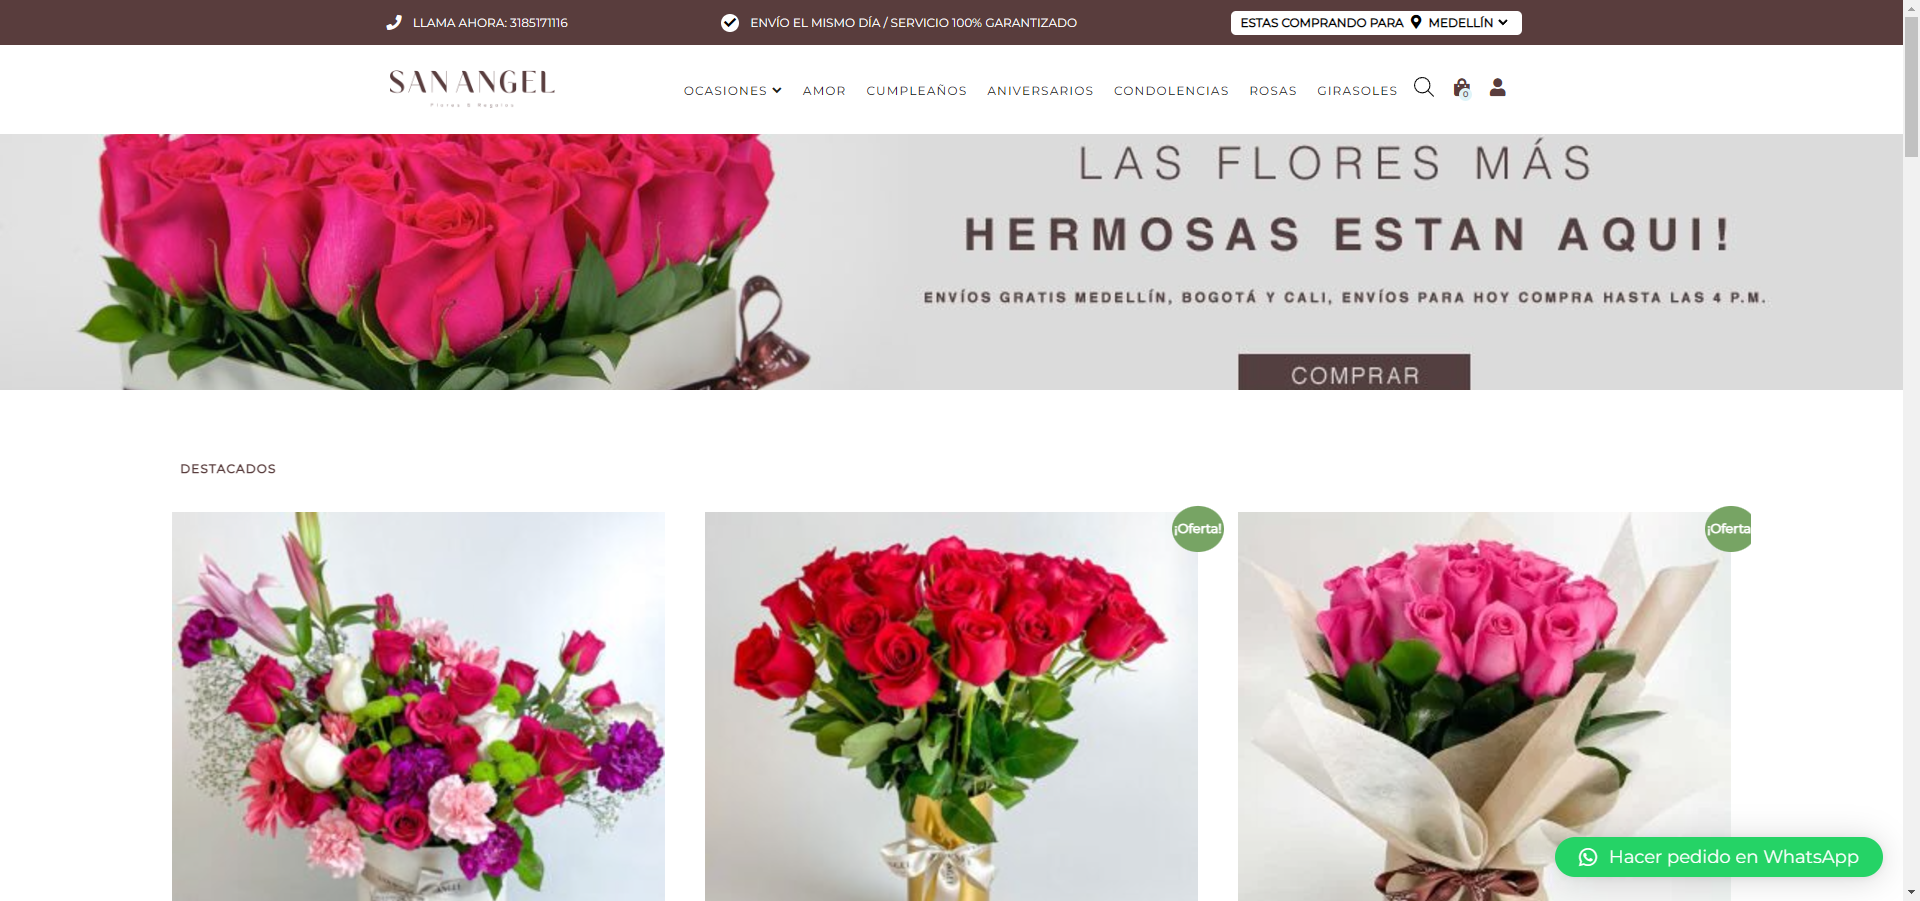 LLAMA AHORA: 3185171116
ENVÍO EL MISMO DÍA / SERVICIO 100% GARANTIZADO
ESTAS COMPRANDO PARA MEDELLÍN
SAN ANGEL
Flores & Regalos
OCASIONES AMOR CUMPLEAÑOS ANIVERSARIOS CONDOLENCIAS ROSAS GIRASOLES
0
LAS FLORES MÁS
HERMOSAS ESTAN AQUI!
ENVÍOS GRATIS MEDELLÍN, BOGOTÁ Y CALI, ENVÍOS PARA HOY COMPRA HASTA LAS 4 P.M.
COMPRAR
DESTACADOS
¡Oferta!
¡Oferta
Hacer pedido en WhatsApp